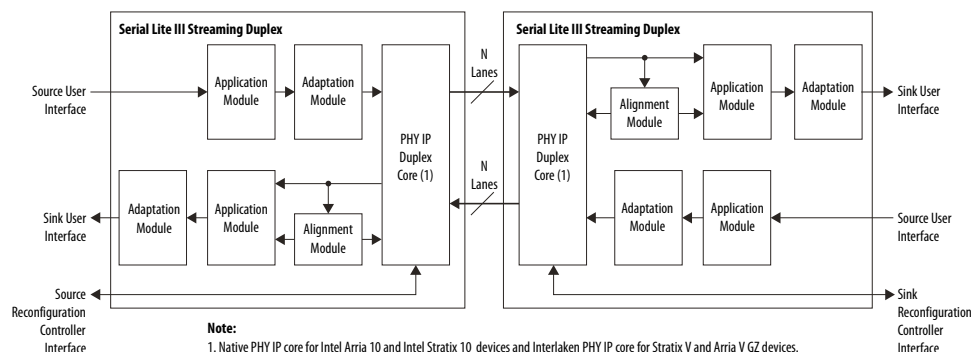 Serial Lite III Streaming Duplex
Serial Lite III Streaming Duplex
Source User
Interface
Application
Module
Adaptation
Module
PHY IP
Duplex
Core (1)
N
Lanes
N
Lanes
PHY IP
Duplex
Core (1)
Alignment
Module
Application
Module
Adaptation
Module
Sink User
Interface
Sink User
Interface
Adaptation
Module
Application
Module
Alignment
Module
Adaptation
Module
Application
Module
Source User
Interface
Source
Reconfiguration
Controller
Interface
Sink
Reconfiguration
Controller
Interface
Note:
1. Native PHY IP core for Intel Arria 10 and Intel Stratix 10 devices and Interlaken PHY IP core for Stratix V and Arria V GZ devices.